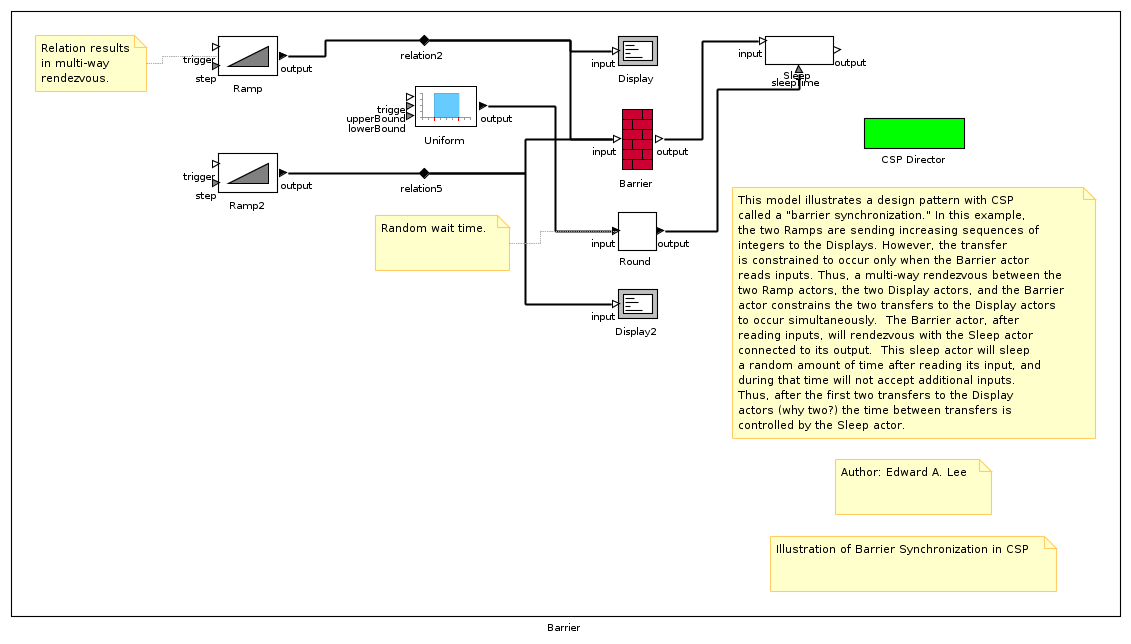 Relation results
in multi-way
rendezvous.
trigger
step
output
Ramp
relation2
input
Display
input
output
Sleep
sleepTime
trigge
upperBound
lowerBound
output
Uniform
input
output
Barrier
CSP Director
trigger
step
output
Ramp2
relation5
Random wait time.
input
output
Round
input
Display2
This model illustrates a design pattern with CSP
called a "barrier synchronization." In this example,
the two Ramps are sending increasing sequences of
integers to the Displays. However, the transfer
is constrained to occur only when the Barrier actor
reads inputs. Thus, a multi-way rendezvous between the
two Ramp actors, the two Display actors, and the Barrier
actor constrains the two transfers to the Display actors
to occur simultaneously.  The Barrier actor, after
reading inputs, will rendezvous with the Sleep actor
connected to its output.  This sleep actor will sleep
a random amount of time after reading its input, and
during that time will not accept additional inputs.
Thus, after the first two transfers to the Display
actors (why two?) the time between transfers is
controlled by the Sleep actor.
Author: Edward A. Lee
Illustration of Barrier Synchronization in CSP
Barrier